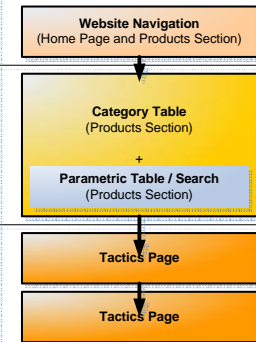 Website Navigation
(Home Page and Products Section)
Category Table
(Products Section)
+
Parametric Table / Search
(Products Section)
Tactics Page
Tactics Page